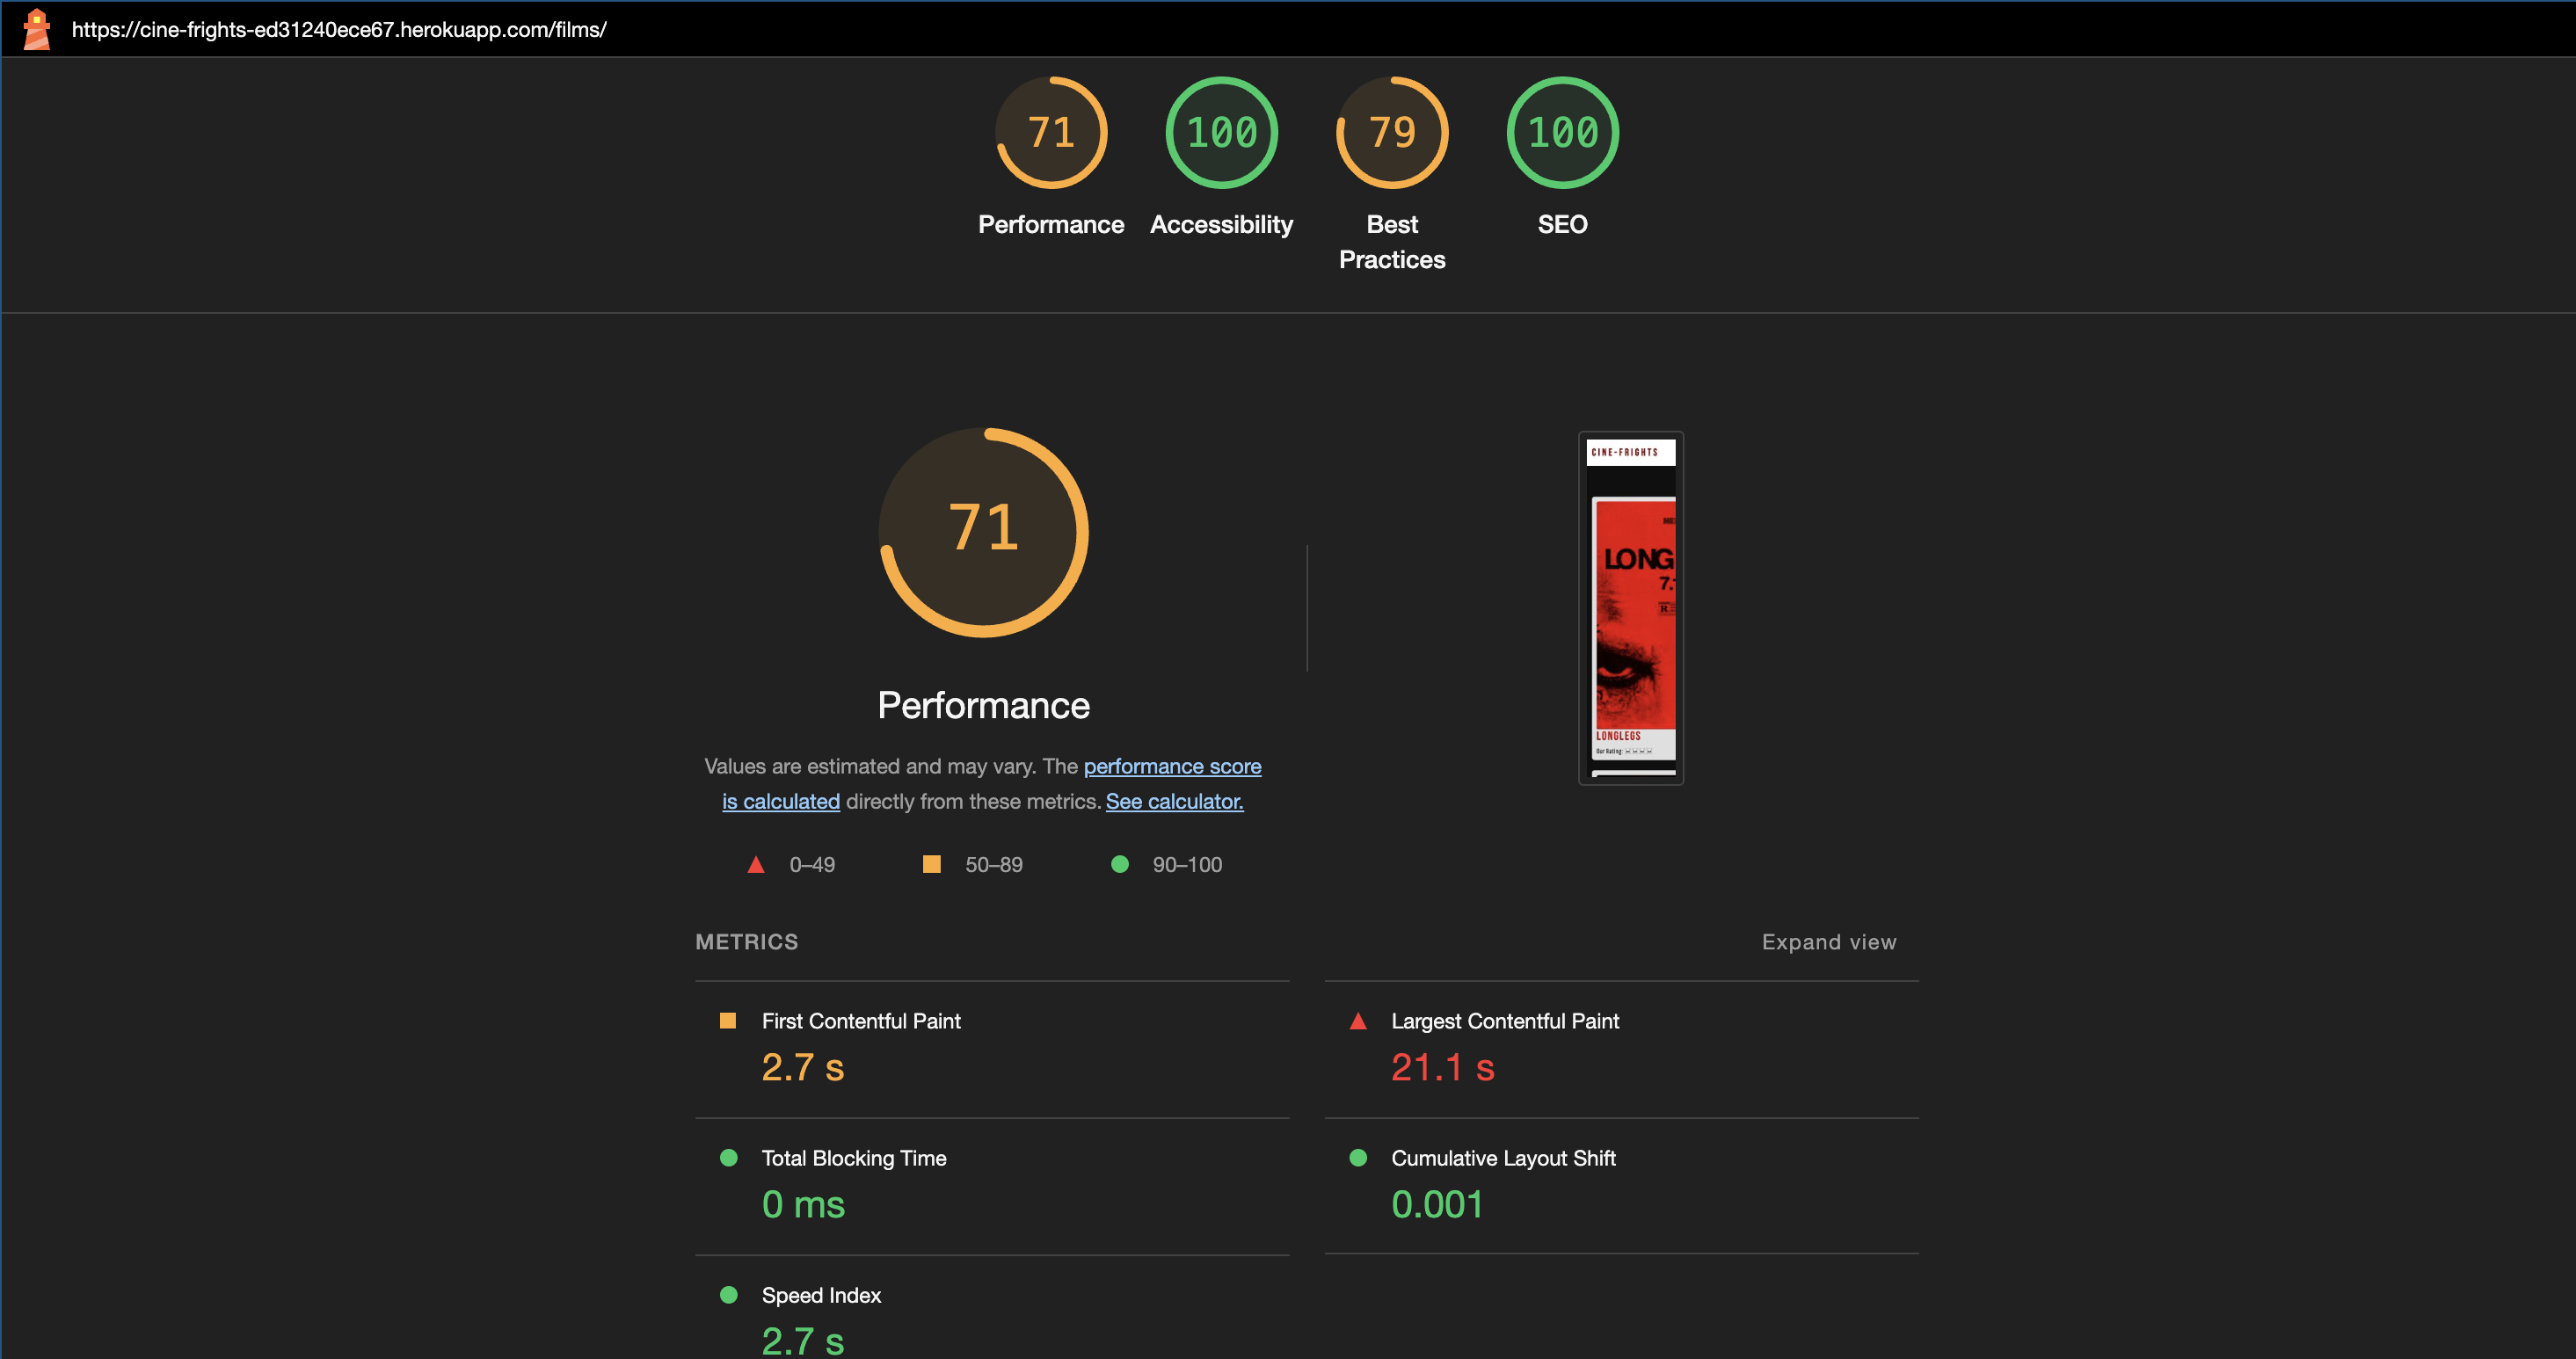 https://cine-frights-ed31240ece67.herokuapp.com/films/
71
100
79
100
Performance
Accessibility
Best
Practices
SEO
71
Performance
Values are estimated and may vary. The performance score
is calculated directly from these metrics. See calculator.
0–49
50–89
90–100
CINE-FRIGHTS
LONG
7.
R
LONGLEGS
Our Rating:
METRICS
Expand view
First Contentful Paint
2.7 s
Largest Contentful Paint
21.1 s
Total Blocking Time
0 ms
Cumulative Layout Shift
0.001
Speed Index
2.7 s